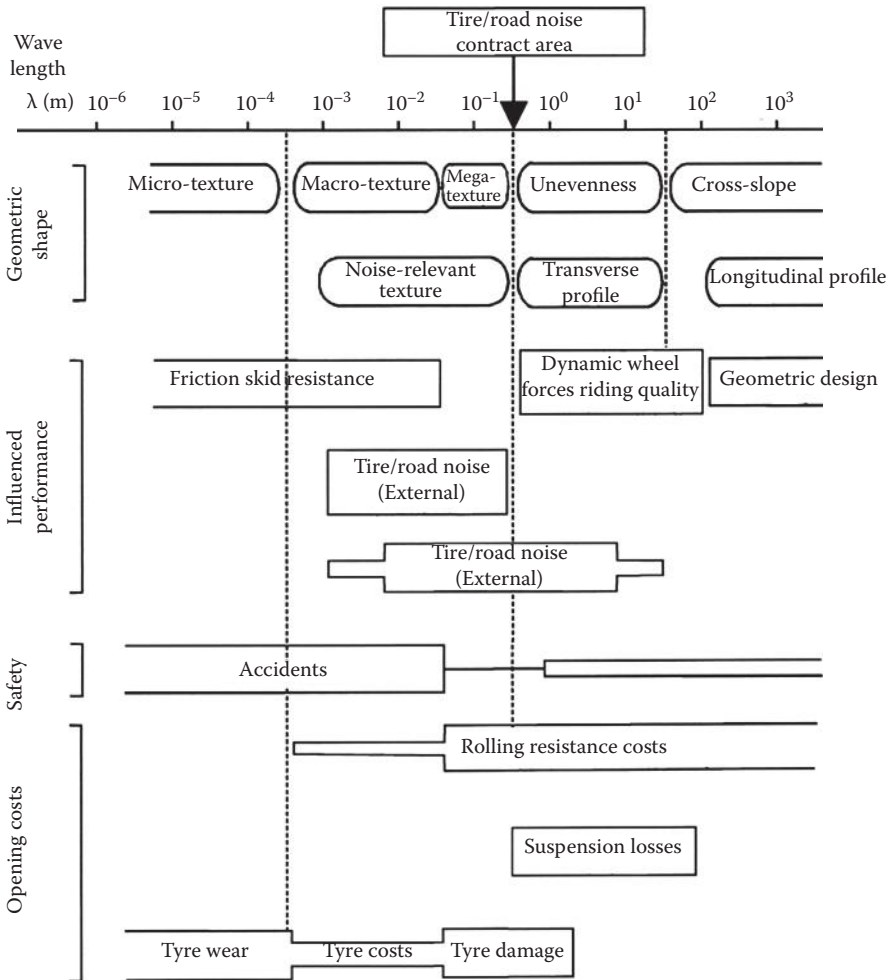 Tire/road noise
contract area
Wave
length
λ (m) 10⁻⁶ 10⁻⁵ 10⁻⁴ 10⁻³ 10⁻² 10⁻¹ 10⁰ 10¹ 10² 10³
Geometric
shape
Micro-texture
Macro-texture
Mega-
texture
Unevenness
Cross-slope
Noise-relevant
texture
Transverse
profile
Longitudinal profile
Influenced
performance
Friction skid resistance
Dynamic wheel
forces riding quality
Geometric design
Tire/road noise
(External)
Tire/road noise
(External)
Safety
Accidents
Opening costs
Rolling resistance costs
Suspension losses
Tyre wear
Tyre costs
Tyre damage